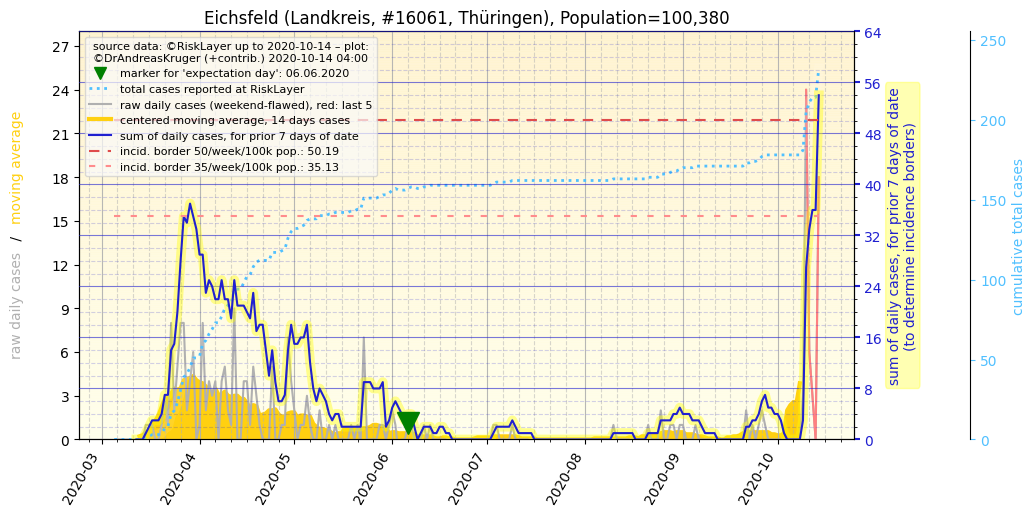 Eichsfeld (Landkreis, #16061, Thüringen), Population=100,380
source data: ©RiskLayer up to 2020-10-14 – plot:
©DrAndreasKruger (+contrib.) 2020-10-14 04:00
marker for 'expectation day': 06.06.2020
total cases reported at RiskLayer
raw daily cases (weekend-flawed), red: last 5
centered moving average, 14 days cases
sum of daily cases, for prior 7 days of date
incid. border 50/week/100k pop.: 50.19
incid. border 35/week/100k pop.: 35.13
raw daily cases / moving average
27
24
21
18
15
12
9
6
3
0
2020-03
2020-04
2020-05
2020-06
2020-07
2020-08
2020-09
2020-10
64
56
48
40
32
24
16
8
0
sum of daily cases, for prior 7 days of date
(to determine incidence borders)
250
200
150
100
50
0
cumulative total cases